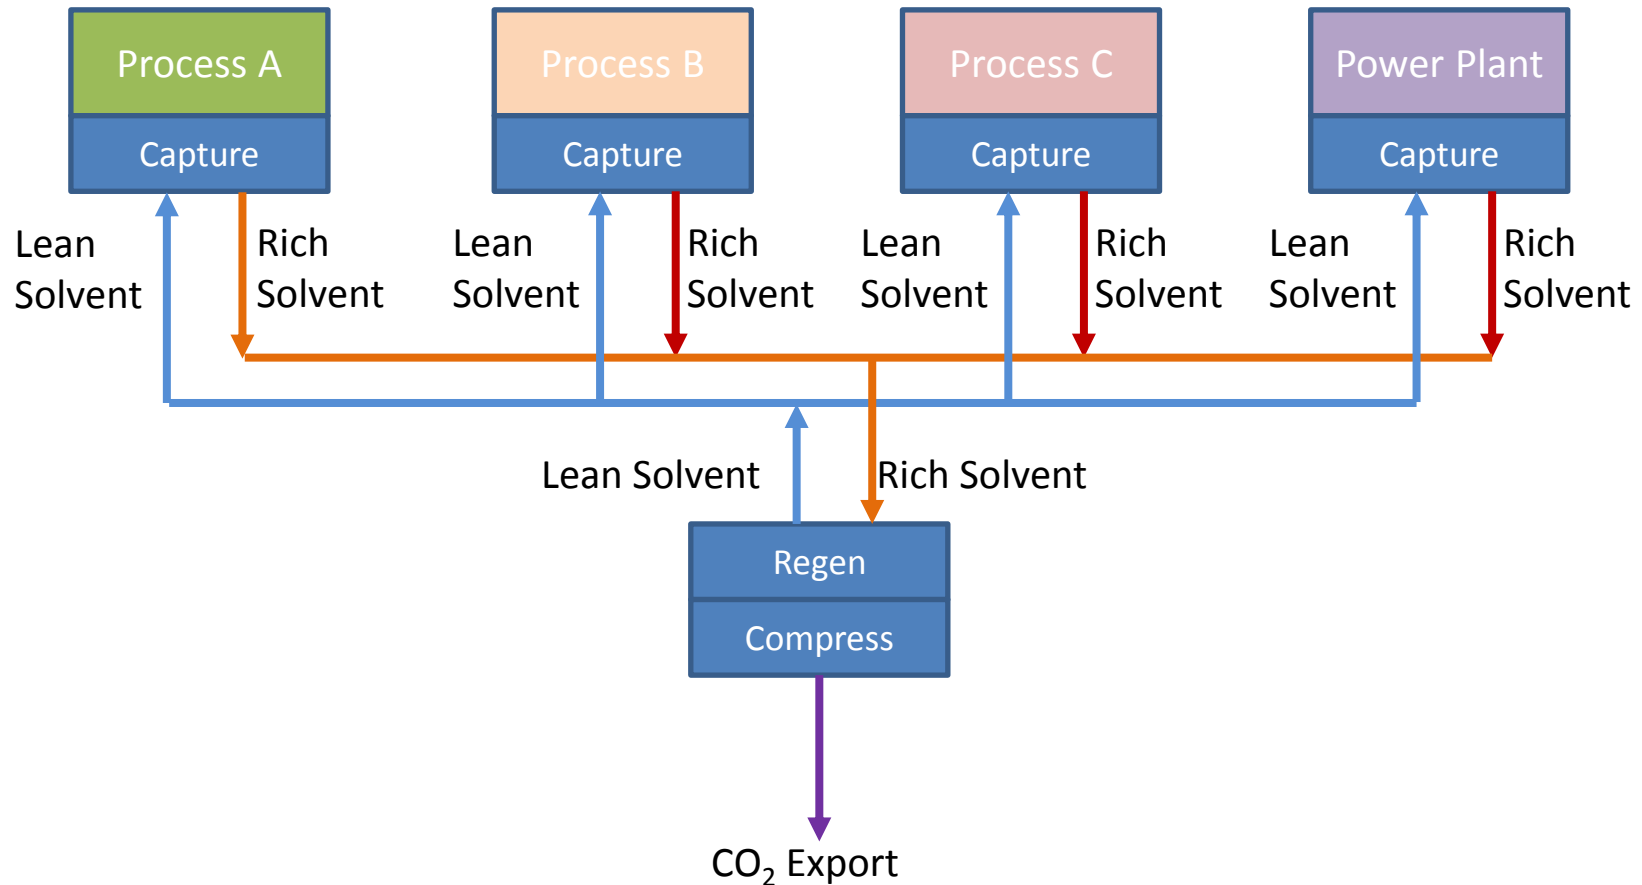 Process A
Process B
Process C
Power Plant
Capture
Capture
Capture
Capture
Lean
Solvent
Rich
Solvent
Lean
Solvent
Rich
Solvent
Lean
Solvent
Rich
Solvent
Lean
Solvent
Rich
Solvent
Lean Solvent
Rich Solvent
Regen
Compress
CO₂ Export